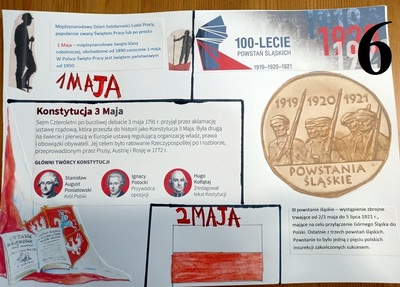 Międzynarodowy Dzień Solidarności Ludzi Pracy,
popularnie zwany Świętem Pracy lub po prostu
1 Maja – międzynarodowe święto klasy
robotniczej, obchodzone od 1890 corocznie 1 maja
W Polsce Święto Pracy jest świętem państwowym
od 1950.
1 MAJA
100-LECIE
POWSTAŃ ŚLĄSKICH
1919–1920–1921
1920
6
Konstytucja 3 Maja
Sejm Czteroletni po burzliwej debacie 3 maja 1791 r. przyjął przez aklamację
ustawę rządową, która przeszła do historii jako Konstytucja 3 Maja. Była drugą
na świecie i pierwszą w Europie ustawą regulującą organizację władz, prawa
i obowiązki obywateli. Jej celem było ratowanie Rzeczypospolitej po I rozbiorze,
przeprowadzonym przez Prusy, Austrię i Rosję w 1772 r.
GŁÓWNI TWÓRCY KONSTYTUCJI
Stanisław
August
Poniatowski
Król Polski
Ignacy
Potocki
Przywódca
opozycji
Hugo
Kołłątaj
Zredagował
tekst Konstytucji
1919 1920 1921
POWSTANIA
ŚLĄSKIE
2 MAJA
III powstanie śląskie – wystąpienie zbrojne
trwające od 2/3 maja do 5 lipca 1921 r.,
mające na celu przyłączenie Górnego Śląska do
Polski. Ostatnie z trzech powstań śląskich.
Powstanie to było jedną z pięciu polskich
insurekcji zakończonych sukcesem.